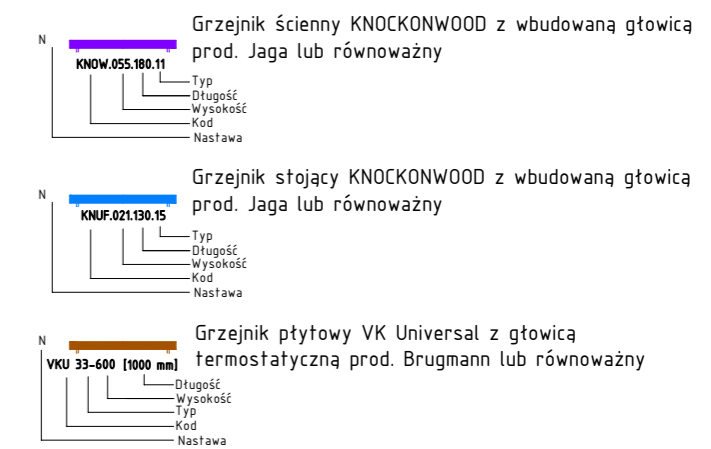 Grzejnik ścienny KNOCKONWOOD z wbudowaną głowicą
prod. Jaga lub równoważny
N
KNOW.055.180.11
Typ
Długość
Wysokość
Kod
Nastawa
Grzejnik stojący KNOCKONWOOD z wbudowaną głowicą
prod. Jaga lub równoważny
N
KNUF.021.130.15
Typ
Długość
Wysokość
Kod
Nastawa
Grzejnik płytowy VK Universal z głowicą
termostatyczną prod. Brugmann lub równoważny
N
VKU 33-600 [1000 mm]
Długość
Wysokość
Typ
Kod
Nastawa